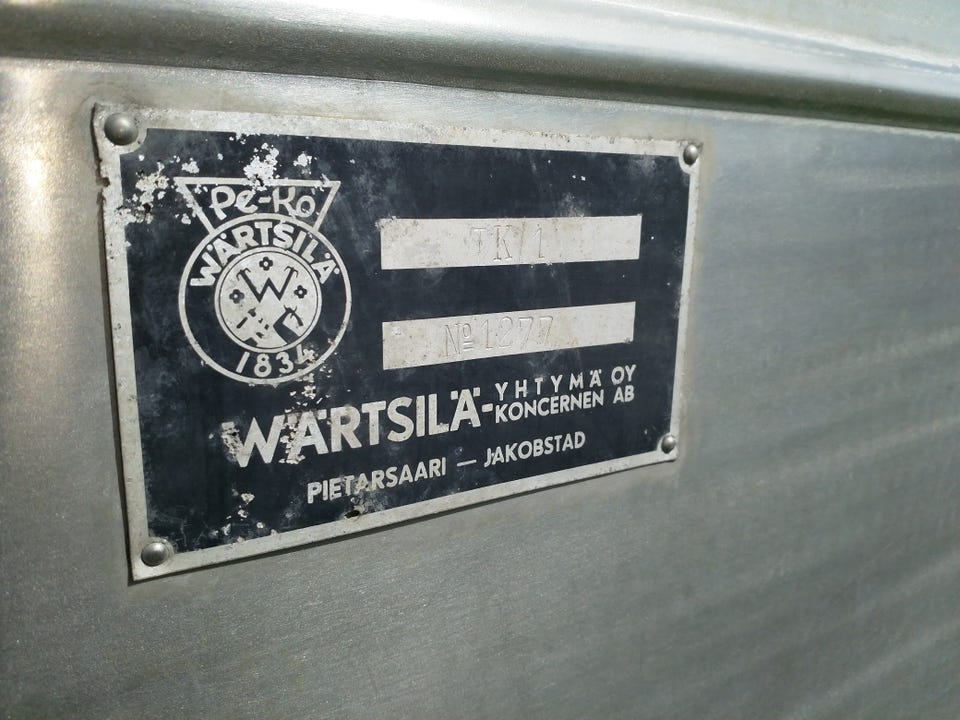 Pe-Ko
WÄRTSILÄ
W
1834
TK/1
№ 1277
WÄRTSILÄ-YHTYMÄ OY
KONCERNEN AB
PIETARSAARI — JAKOBSTAD